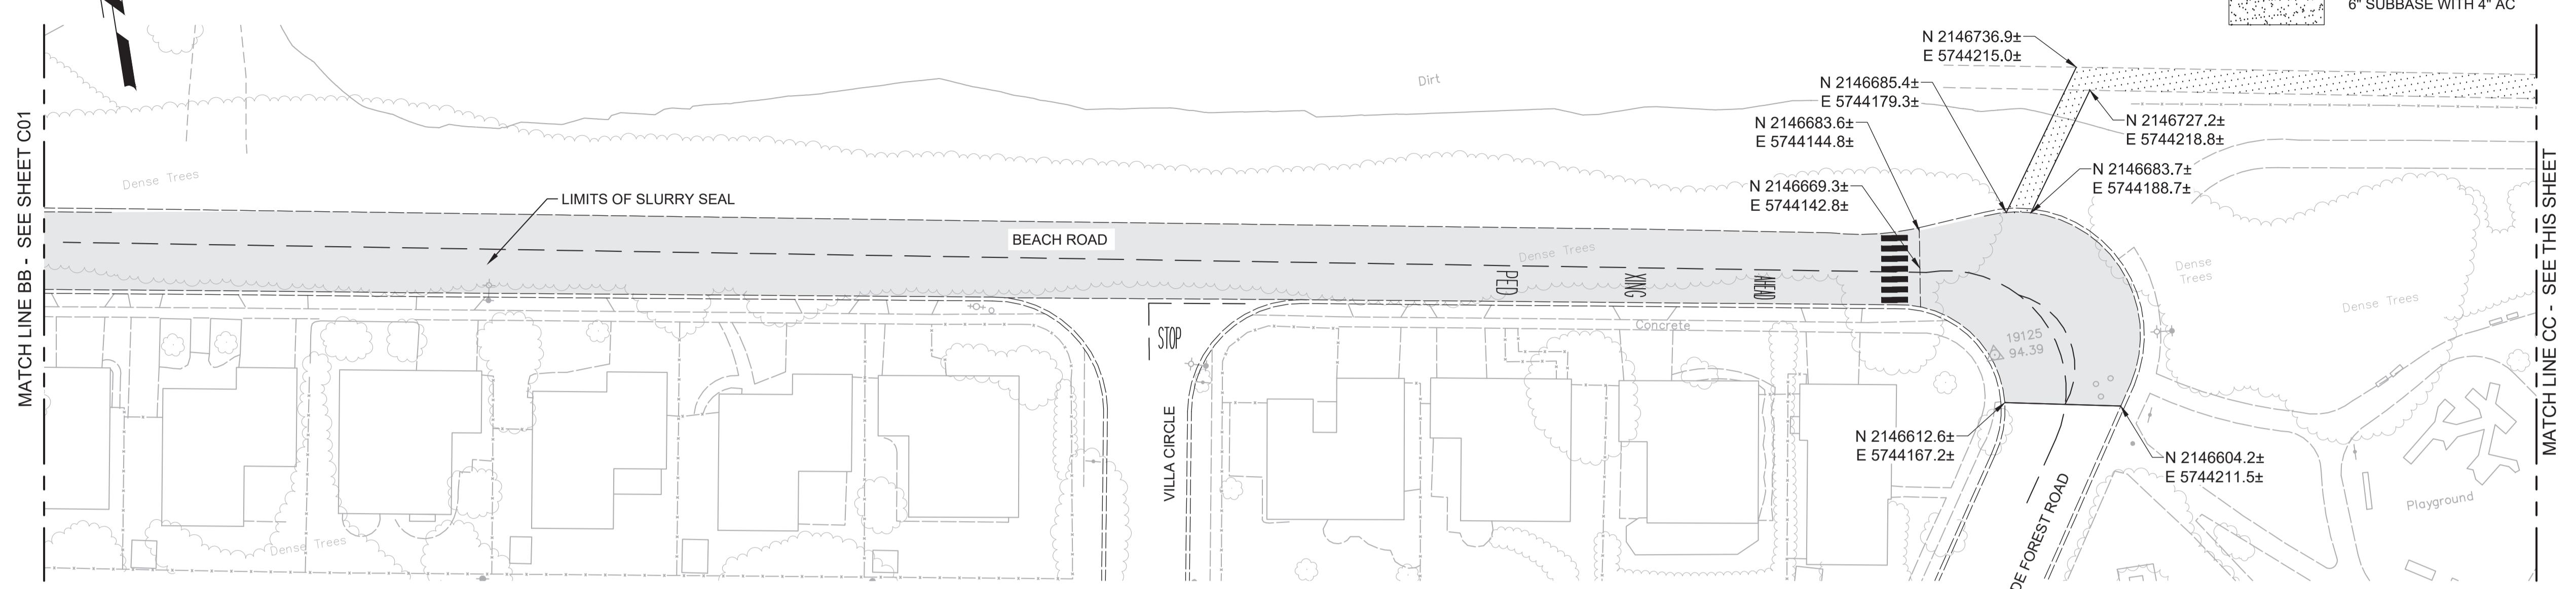 6" SUBBASE WITH 4" AC
N 2146736.9±
E 5744215.0±
Dirt
N 2146685.4±
E 5744179.3±
N 2146683.6±
E 5744144.8±
N 2146727.2±
E 5744218.8±
MATCH LINE BB - SEE SHEET C01
Dense Trees
N 2146683.7±
E 5744188.7±
N 2146669.3±
E 5744142.8±
LIMITS OF SLURRY SEAL
BEACH ROAD
Dense Trees
PED
XING
AHEAD
Dense
Trees
Dense Trees
MATCH LINE CC - SEE THIS SHEET
STOP
Concrete
19125
94.39
VILLA CIRCLE
N 2146612.6±
E 5744167.2±
N 2146604.2±
E 5744211.5±
Playground
DE FOREST ROAD
Dense Trees